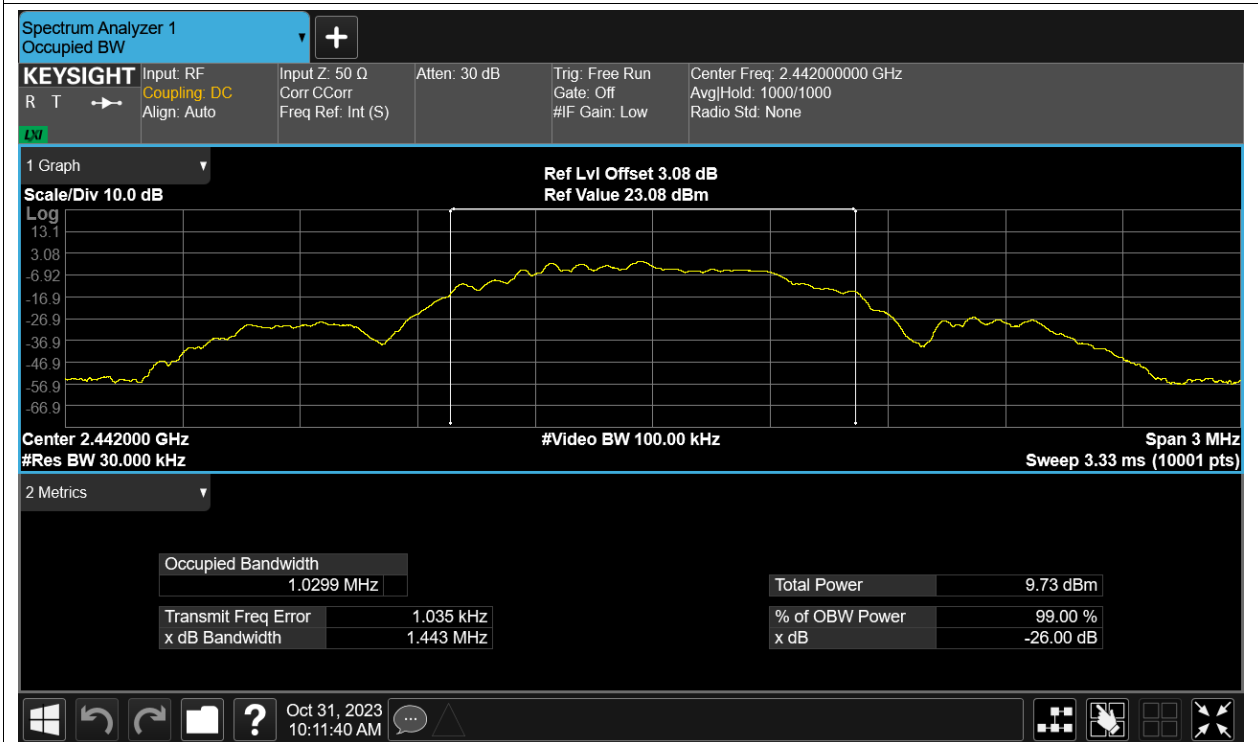 Spectrum Analyzer 1
Occupied BW
KEYSIGHT
R T
LXI
Input: RF
Coupling: DC
Align: Auto
Input Z: 50 Ω
Corr CCorr
Freq Ref: Int (S)
Atten: 30 dB
Trig: Free Run
Gate: Off
#IF Gain: Low
Center Freq: 2.442000000 GHz
Avg|Hold: 1000/1000
Radio Std: None
1 Graph
Scale/Div 10.0 dB
Ref Lvl Offset 3.08 dB
Ref Value 23.08 dBm
Log
13.1
3.08
-6.92
-16.9
-26.9
-36.9
-46.9
-56.9
-66.9
Center 2.442000 GHz
#Res BW 30.000 kHz
#Video BW 100.00 kHz
Span 3 MHz
Sweep 3.33 ms (10001 pts)
2 Metrics
Occupied Bandwidth
1.0299 MHz
Transmit Freq Error 1.035 kHz
x dB Bandwidth 1.443 MHz
Total Power 9.73 dBm
% of OBW Power 99.00 %
x dB -26.00 dB
?
Oct 31, 2023
10:11:40 AM